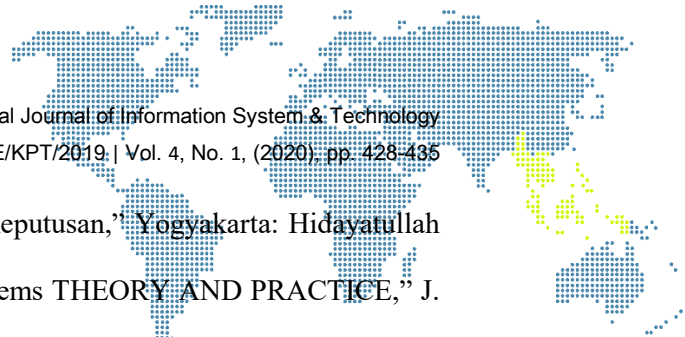 al Journal of Information System & Technology
E/KPT/2019 | Vol. 4, No. 1, (2020), pp. 428-435
eputusan,” Yogyakarta: Hidayatullah
ems THEORY AND PRACTICE,” J.